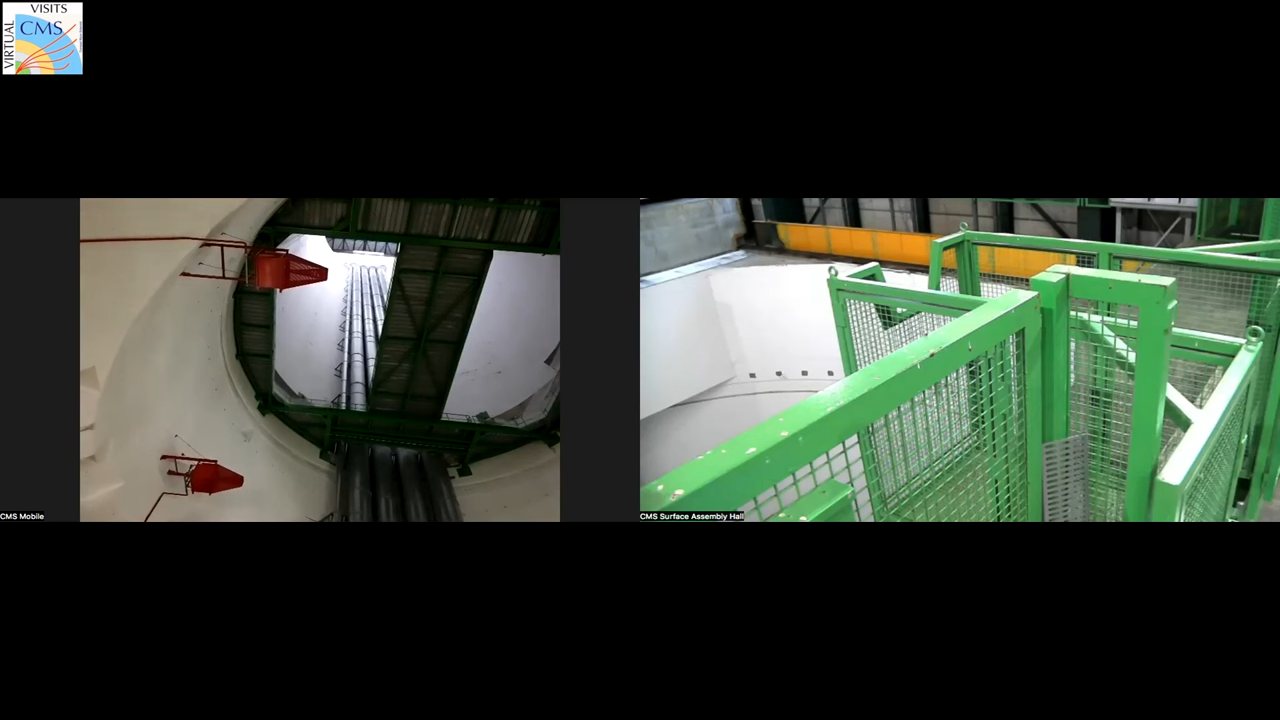 VISITS
VIRTUAL
CMS
CMS Mobile
CMS Surface Assembly Hall